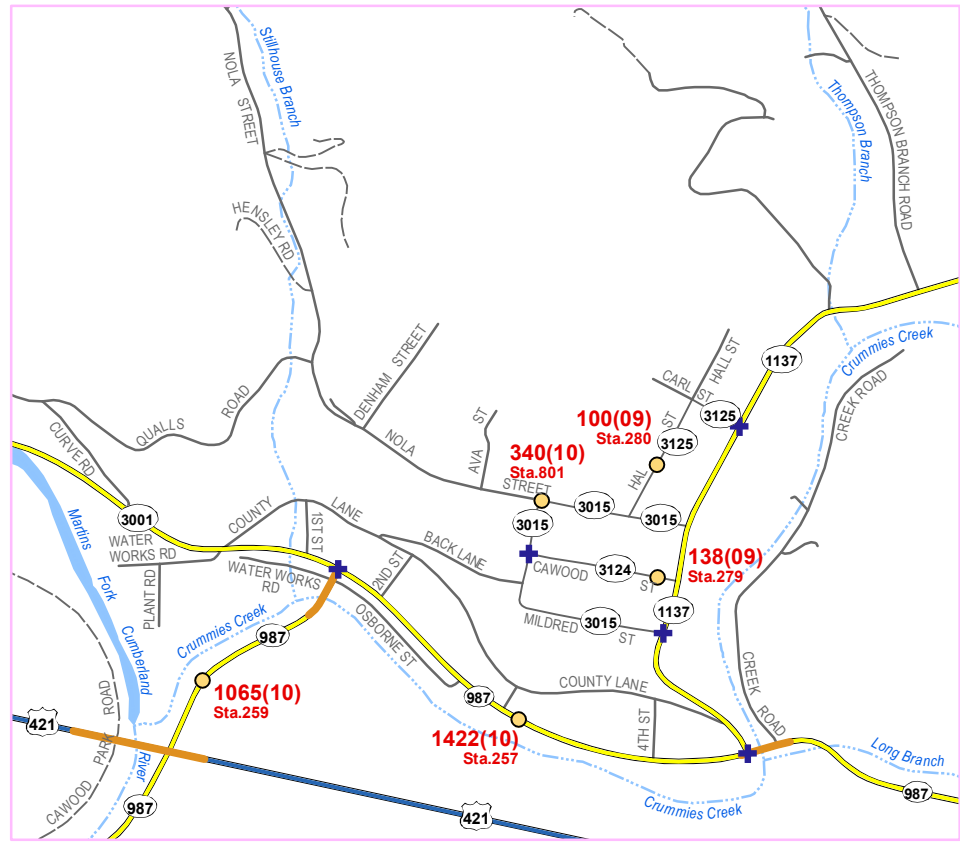 Stillhouse Branch
NOLA STREET
Thompson Branch
THOMPSON BRANCH ROAD
HENSLEY RD
Crummies Creek
DENHAM STREET
HALL ST
1137
CARL ST
3125
QUALLS ROAD
CREEK ROAD
100(09)
Sta.280
HAL ST
3125
AVA ST
CURVE RD
NOLA STREET
340(10)
Sta.801
3015
3015
3015
3001
COUNTY LANE
1ST ST
WATER WORKS RD
BACK LANE
138(09)
Sta.279
CAWOOD ST
3124
PLANT RD
WATER WORKS RD
2ND ST
Martins Fork Cumberland River
Crummies Creek
OSBORNE ST
MILDRED ST
3015
1137
987
1065(10)
Sta.259
COUNTY LANE
987
4TH ST
CREEK ROAD
1422(10)
Sta.257
421
CAWOOD PARK ROAD
Long Branch
987
987
421
Crummies Creek